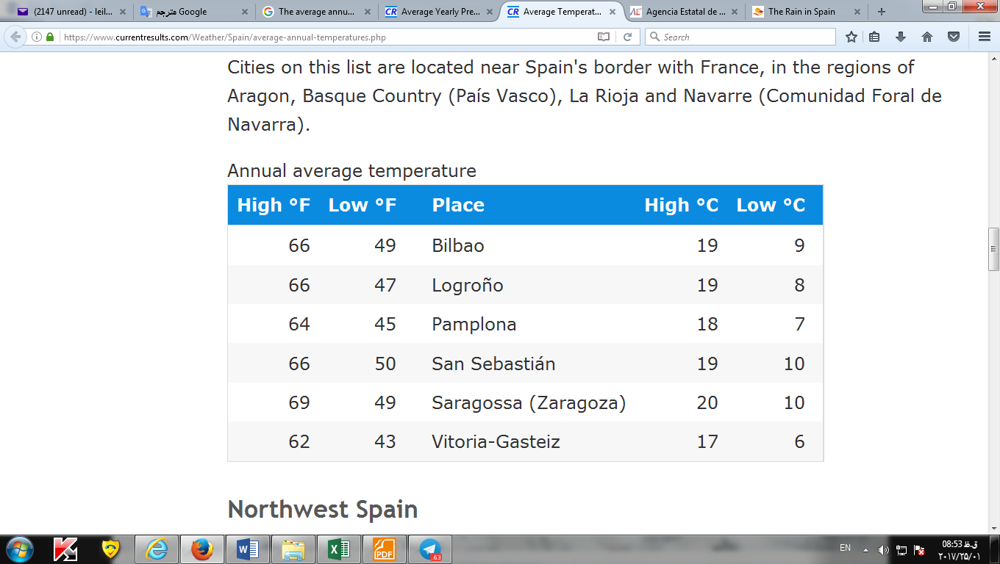 (2147 unread) - leil...
مترجم Google
The average annu...
CR Average Yearly Pre...
CR Average Temperat...
Agencia Estatal de ...
The Rain in Spain
https://www.currentresults.com/Weather/Spain/average-annual-temperatures.php
Search
Cities on this list are located near Spain's border with France, in the regions of
Aragon, Basque Country (País Vasco), La Rioja and Navarre (Comunidad Foral de
Navarra).
Annual average temperature
High °F Low °F Place High °C Low °C
66 49 Bilbao 19 9
66 47 Logroño 19 8
64 45 Pamplona 18 7
66 50 San Sebastián 19 10
69 49 Saragossa (Zaragoza) 20 10
62 43 Vitoria-Gasteiz 17 6
Northwest Spain
PDF
.63
EN
08:53 ق.ظ
۲۰۱۷/۲۵/۰۱